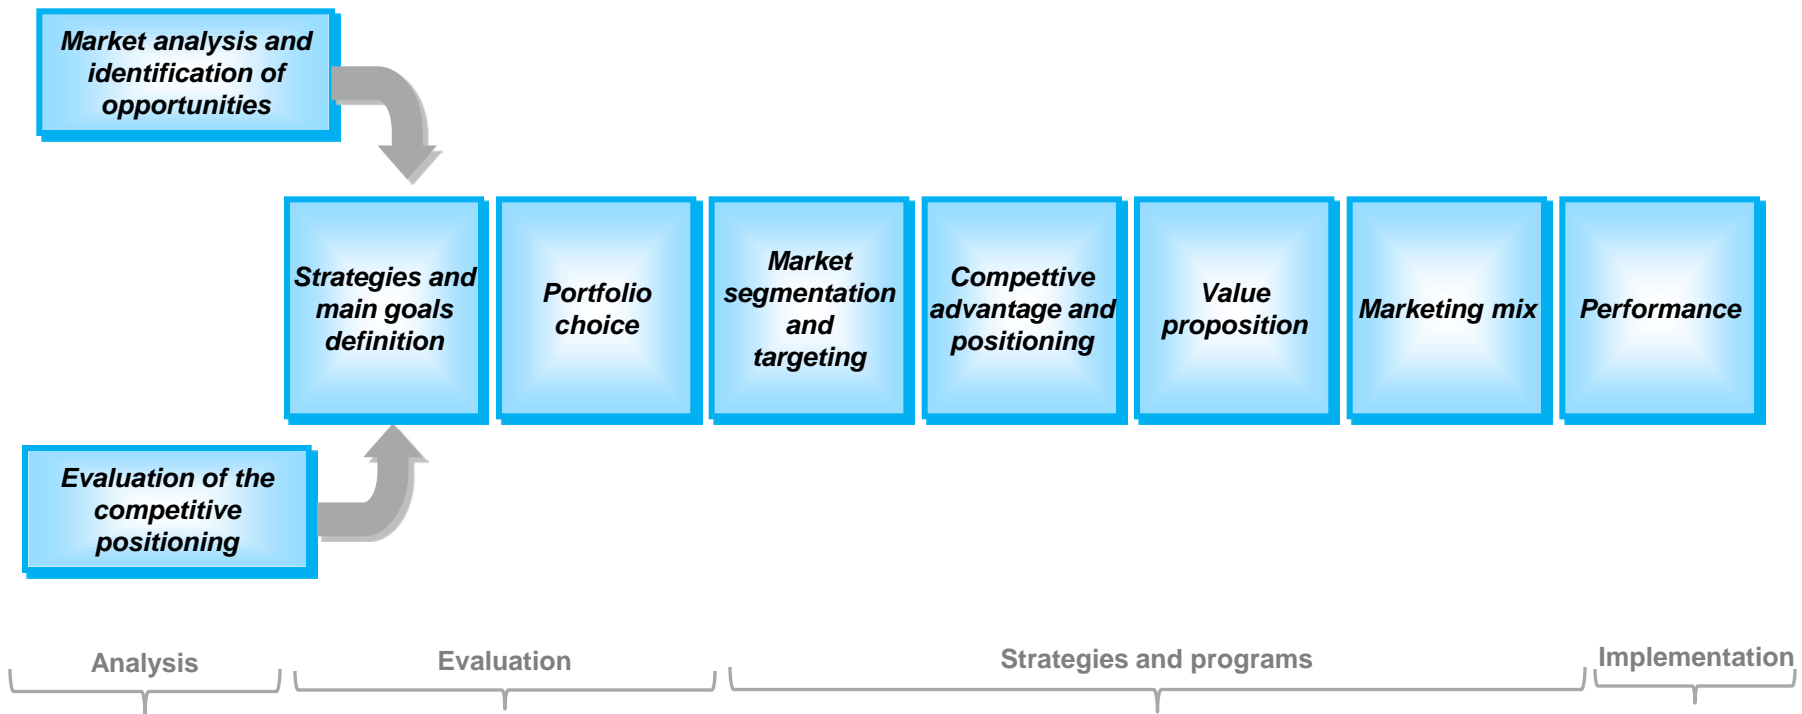 Market analysis and
identification of
opportunities
Strategies and
main goals
definition
Portfolio
choice
Market
segmentation
and
targeting
Compettive
advantage and
positioning
Value
proposition
Marketing mix
Performance
Evaluation of the
competitive
positioning
Analysis
Evaluation
Strategies and programs
Implementation